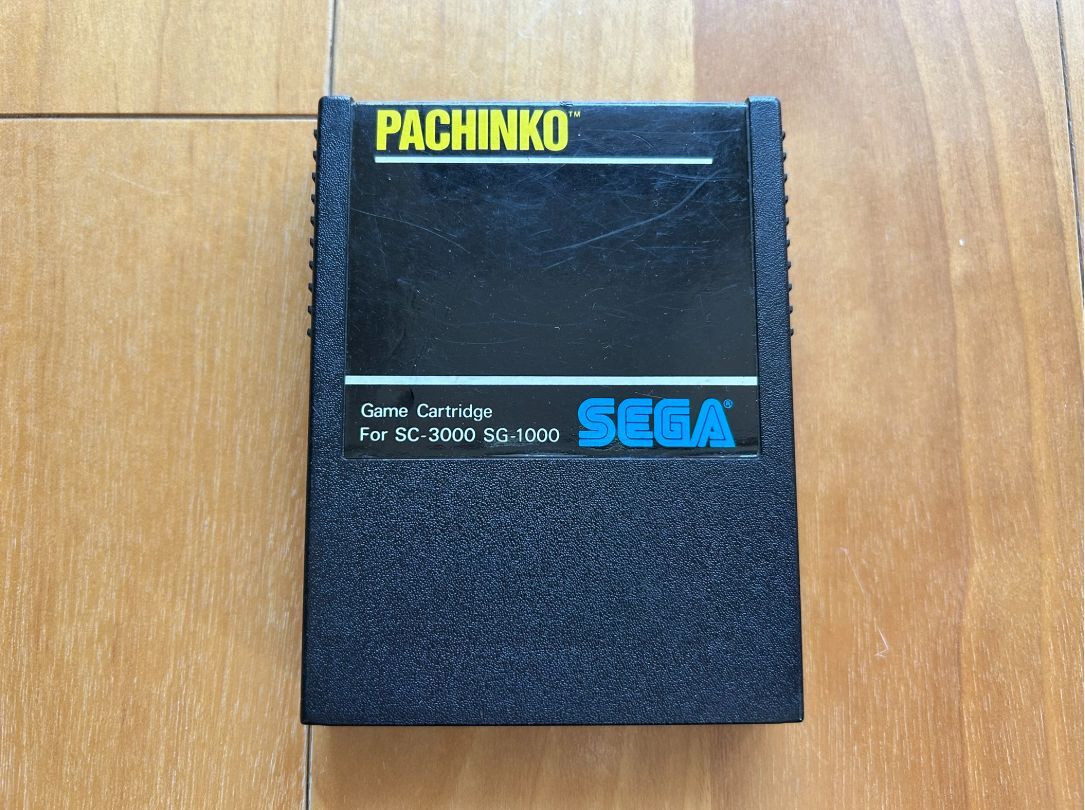 PACHINKO™
Game Cartridge
For SC-3000 SG-1000
SEGA®